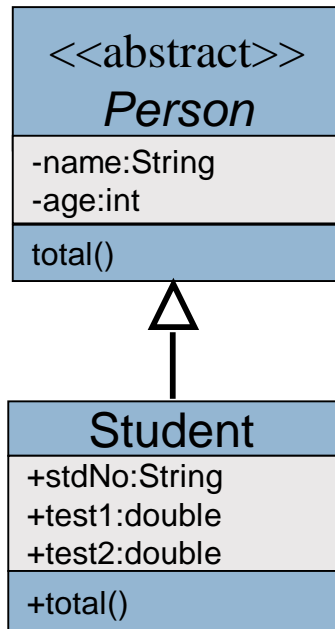 <<abstract>>
Person
-name:String
-age:int
total()
Student
+stdNo:String
+test1:double
+test2:double
+total()